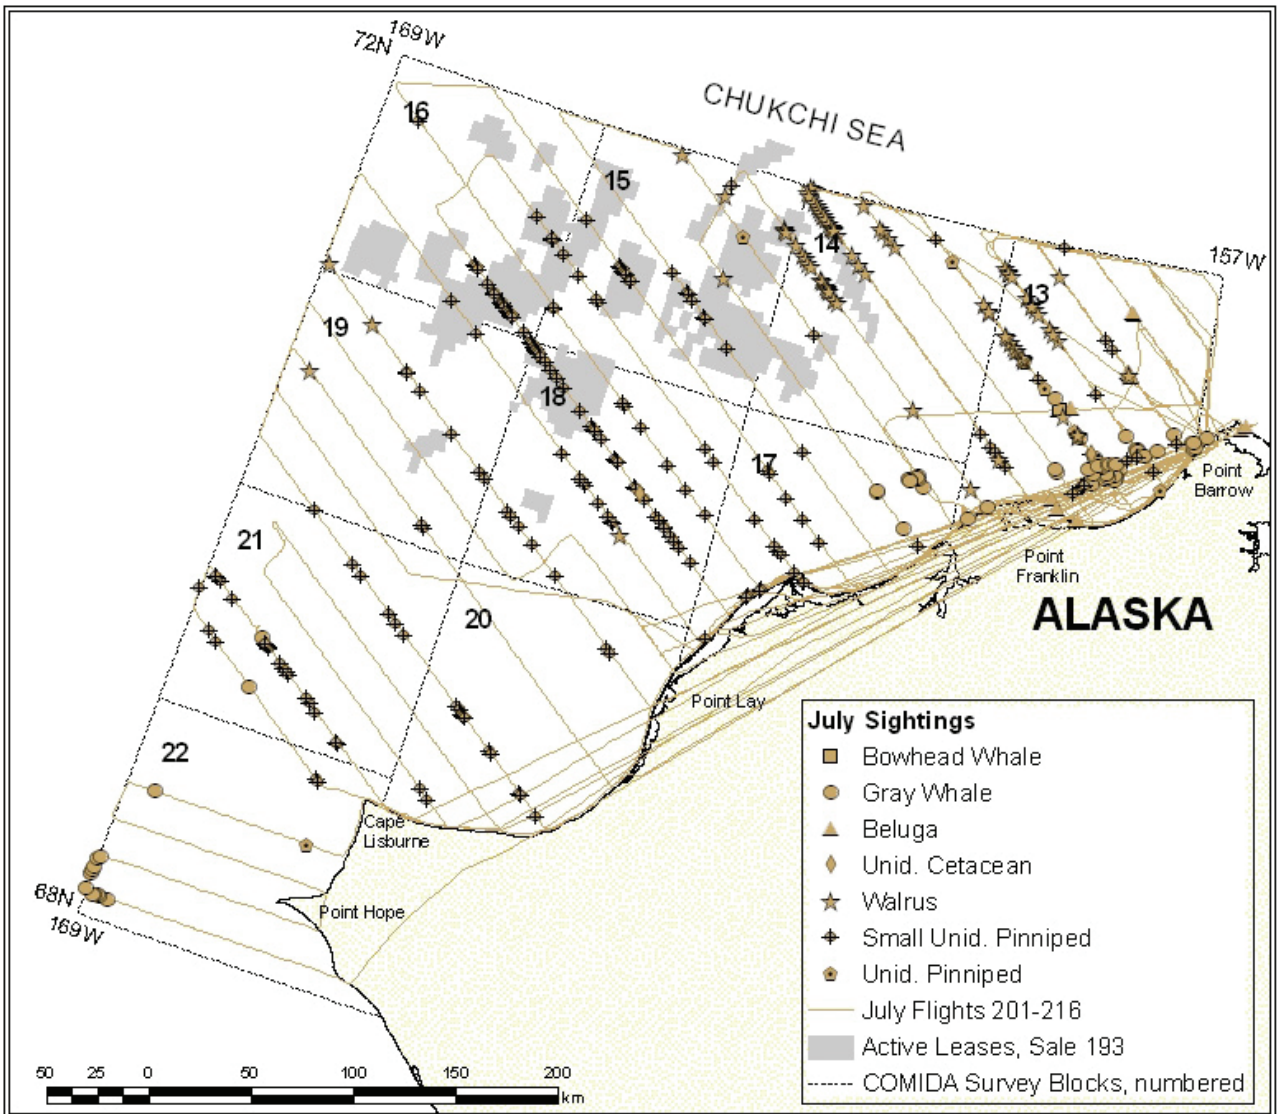 169W
72N
CHUKCHI SEA
16
15
14
157W
13
19
18
17
Point
Barrow
21
Point
Franklin
20
ALASKA
Point Lay
22
Cape
Lisburne
68N
169W
Point Hope
July Sightings
Bowhead Whale
Gray Whale
Beluga
Unid. Cetacean
Walrus
Small Unid. Pinniped
Unid. Pinniped
July Flights 201-216
Active Leases, Sale 193
COMIDA Survey Blocks, numbered
50 25 0 50 100 150 200
km